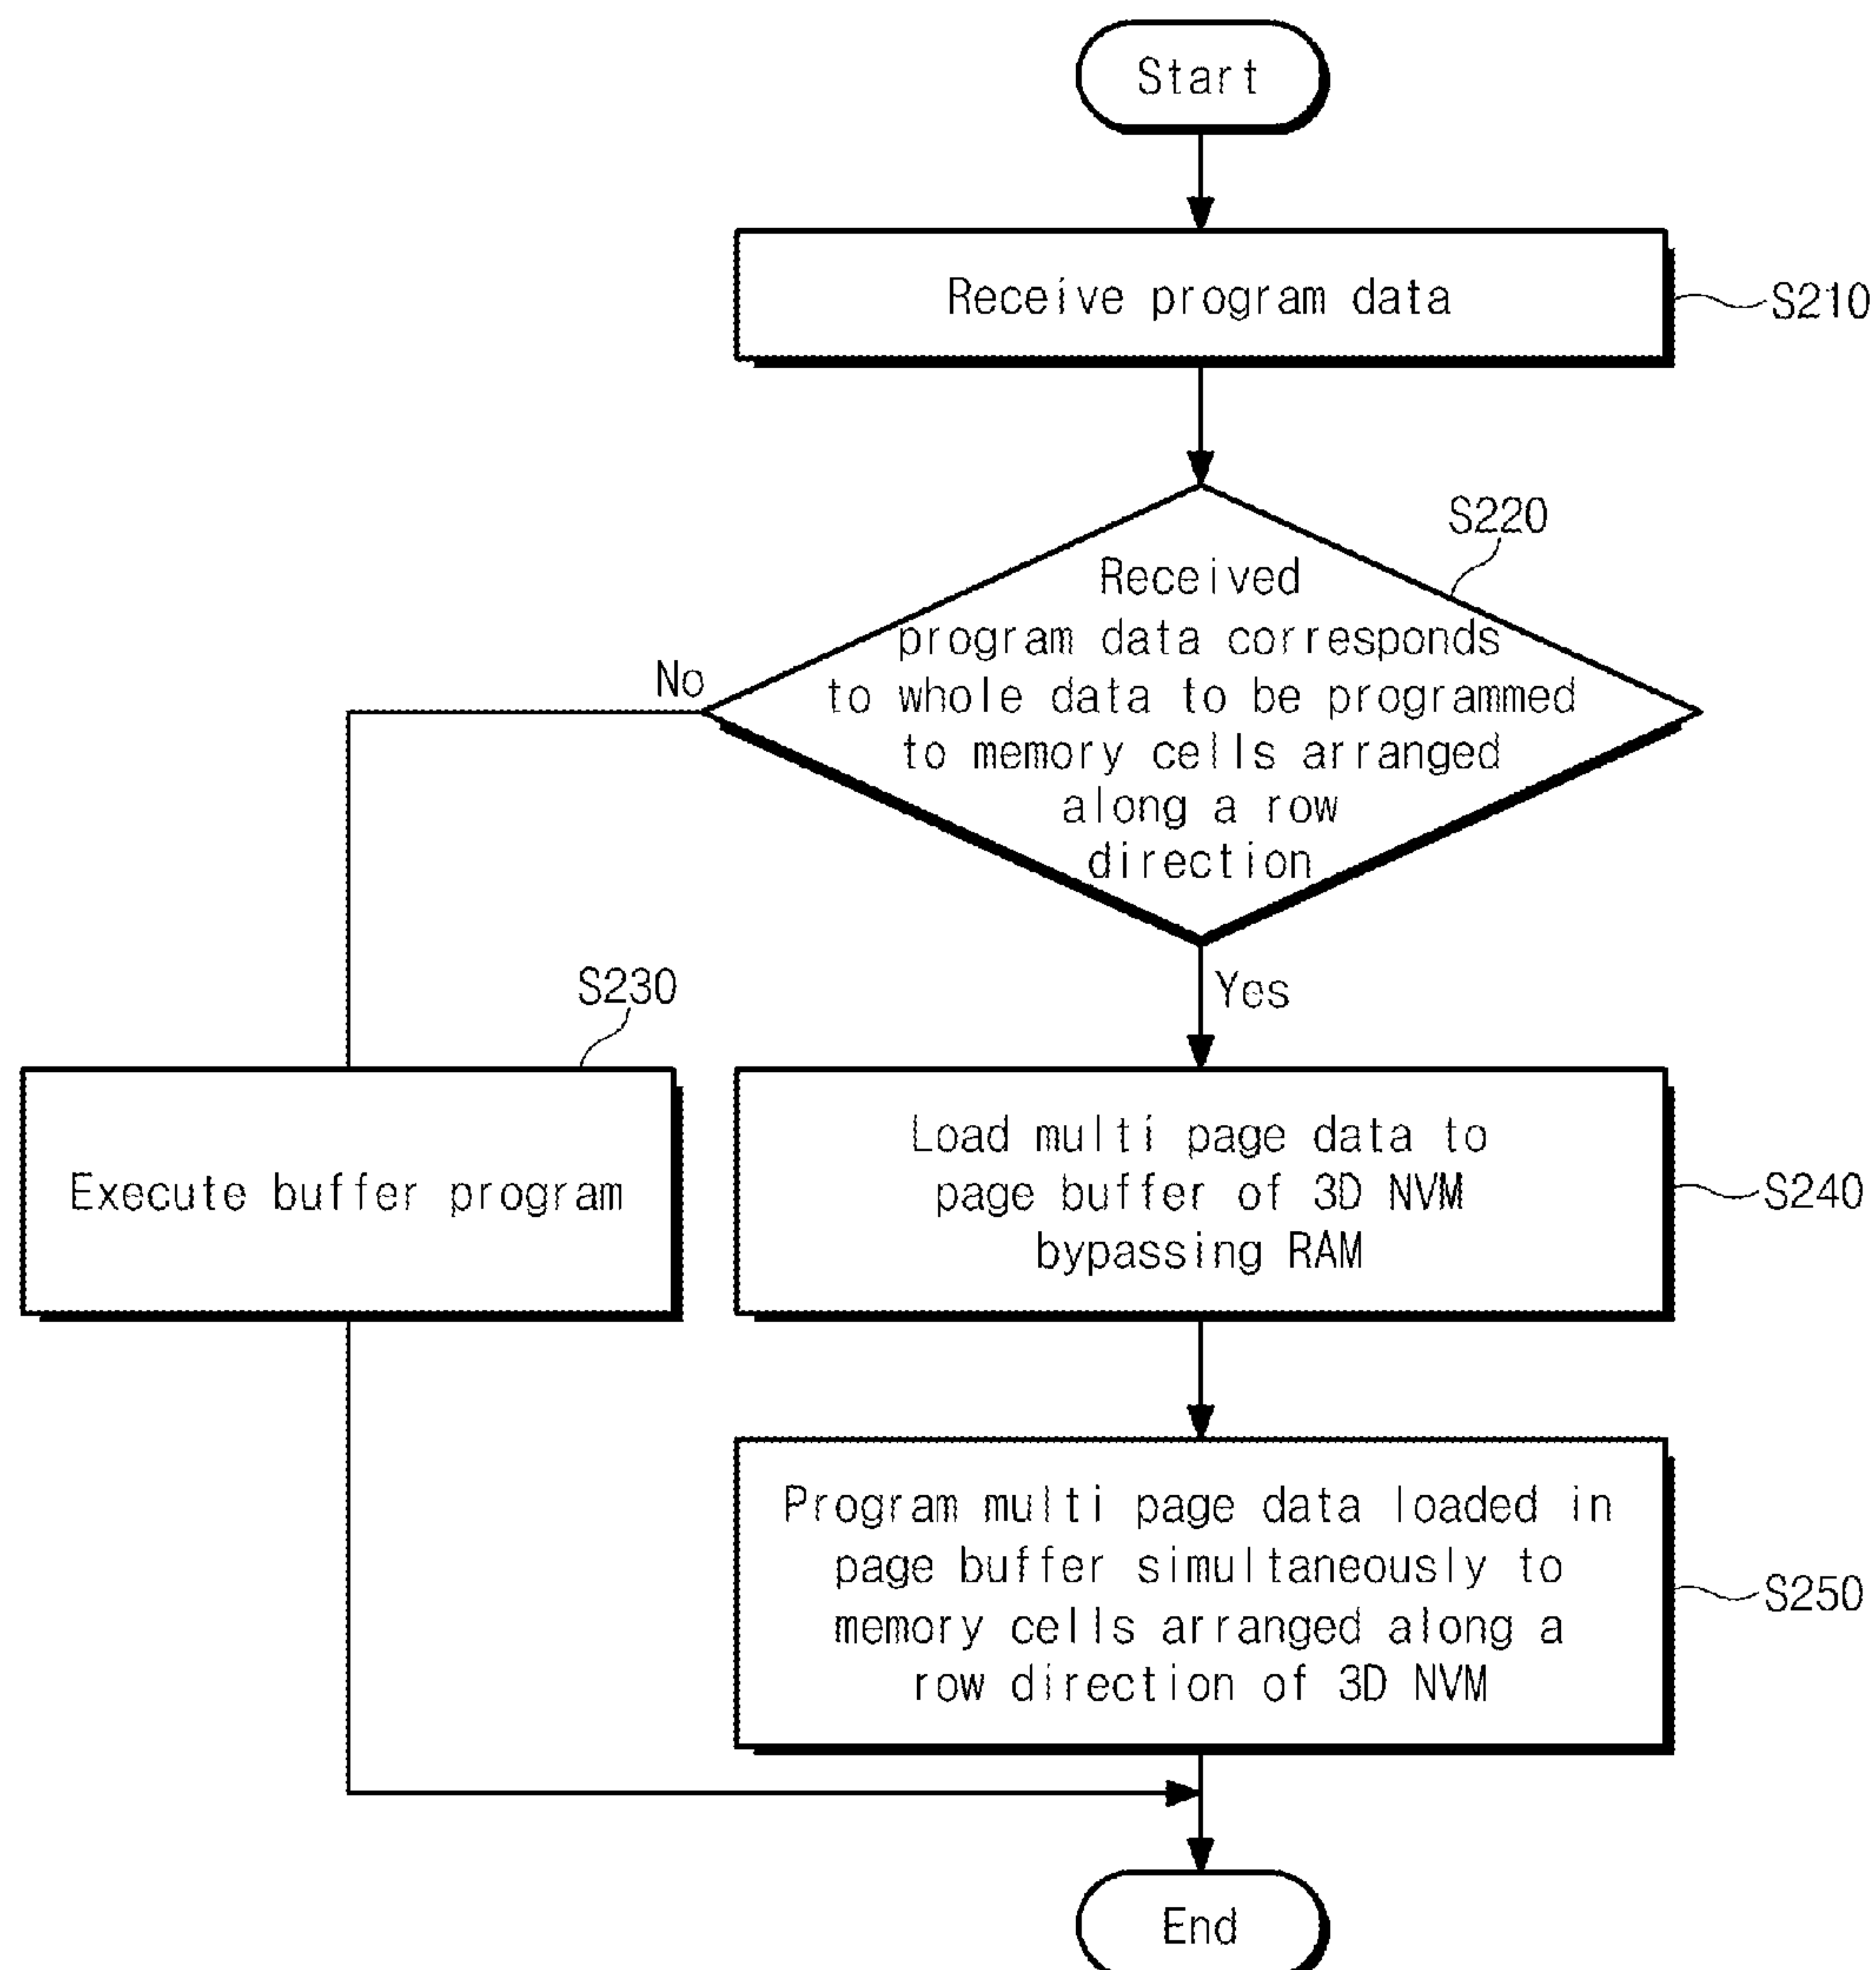 Start
Receive program data
S210
S220
Received
program data corresponds
to whole data to be programmed
to memory cells arranged
along a row
direction
No
Yes
S230
Execute buffer program
Load multi page data to
page buffer of 3D NVM
bypassing RAM
S240
Program multi page data loaded in
page buffer simultaneously to
memory cells arranged along a
row direction of 3D NVM
S250
End